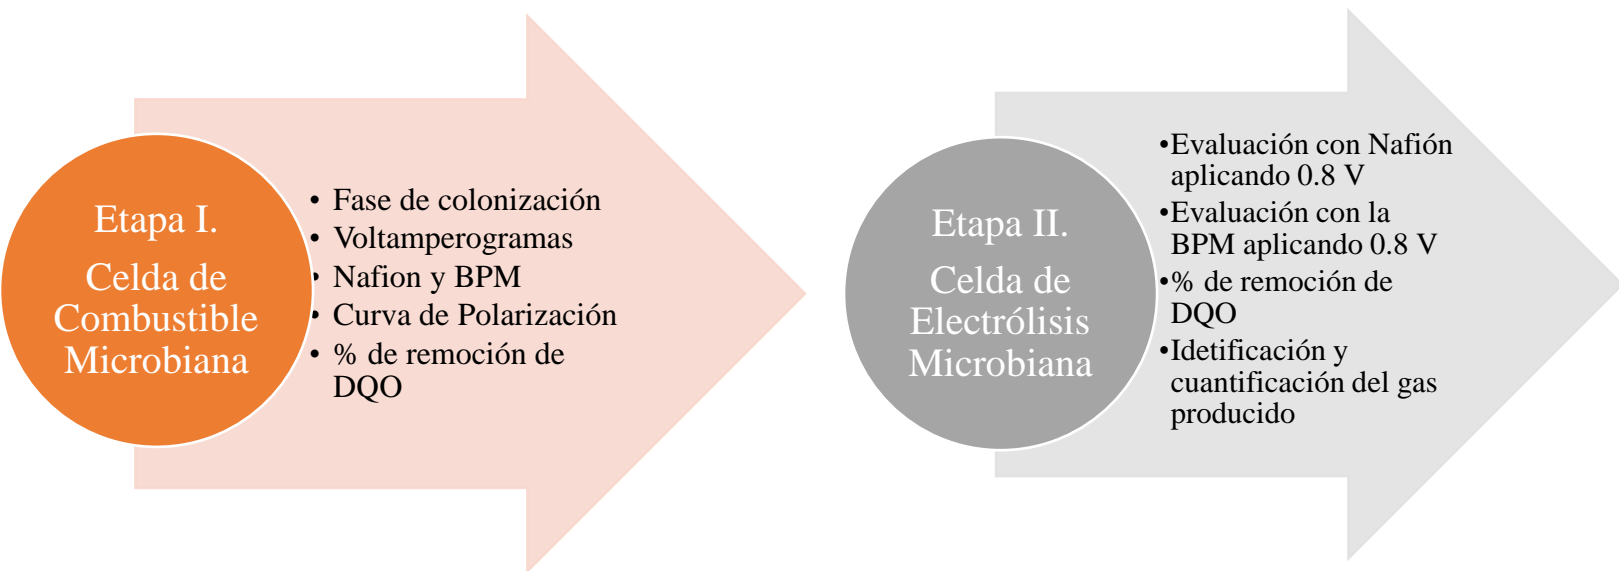 Etapa I.
Celda de
Combustible
Microbiana
• Fase de colonización
• Voltamperogramas
• Nafion y BPM
• Curva de Polarización
• % de remoción de
DQO
Etapa II.
Celda de
Electrólisis
Microbiana
•Evaluación con Nafión
aplicando 0.8 V
•Evaluación con la
BPM aplicando 0.8 V
•% de remoción de
DQO
•Idetificación y
cuantificación del gas
producido